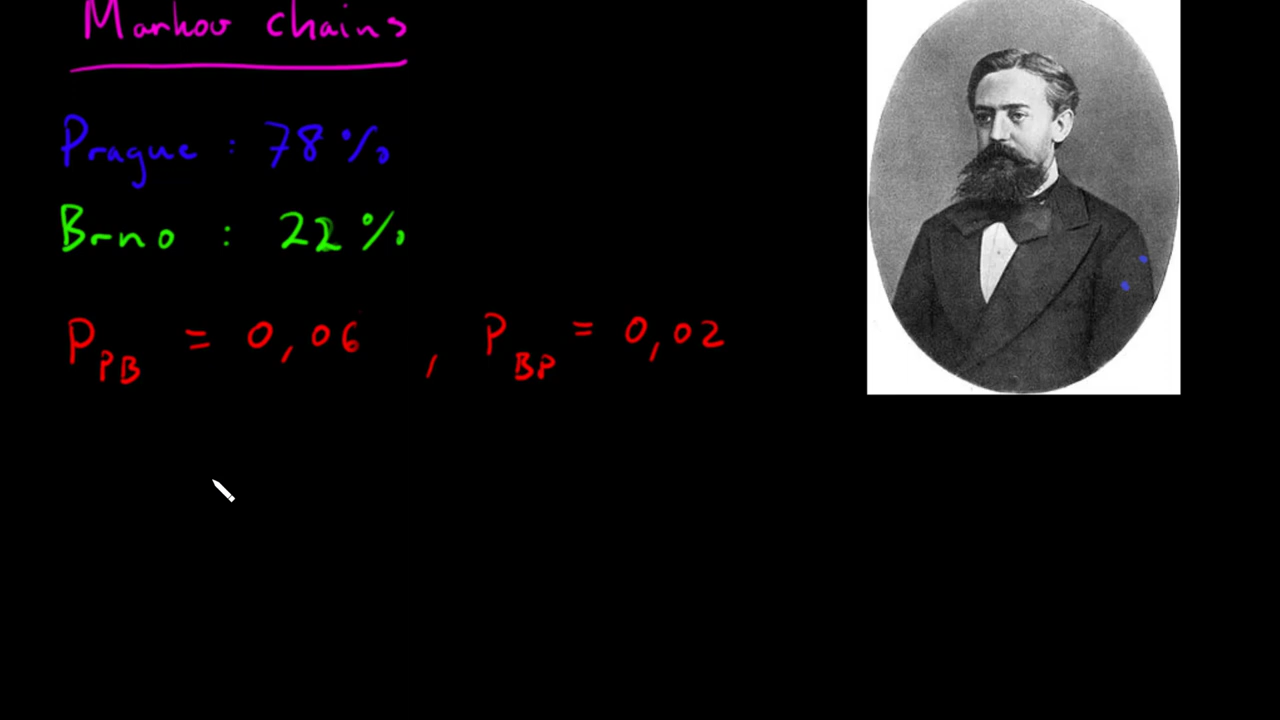 Markov chains
Prague : 78%
Brno : 22%
P_PB = 0,06 , P_BP = 0,02